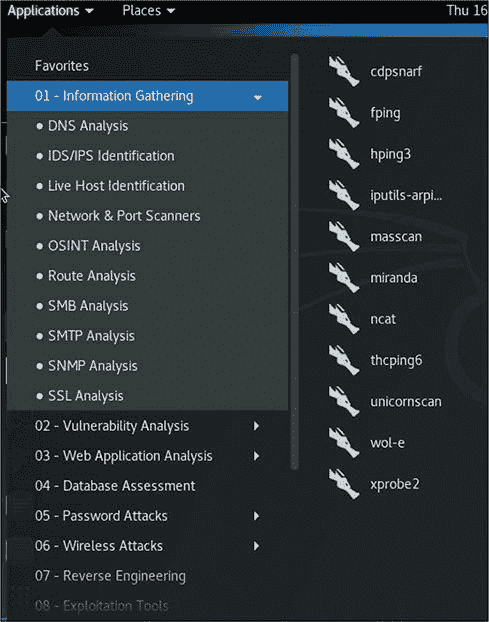 Applications Places Thu 16
Favorites
01 - Information Gathering
DNS Analysis
IDS/IPS Identification
Live Host Identification
Network & Port Scanners
OSINT Analysis
Route Analysis
SMB Analysis
SMTP Analysis
SNMP Analysis
SSL Analysis
02 - Vulnerability Analysis
03 - Web Application Analysis
04 - Database Assessment
05 - Password Attacks
06 - Wireless Attacks
07 - Reverse Engineering
08 - Exploitation Tools
cdpsnarf
fping
hping3
iputils-arpi...
masscan
miranda
ncat
thcping6
unicornscan
wol-e
xprobe2